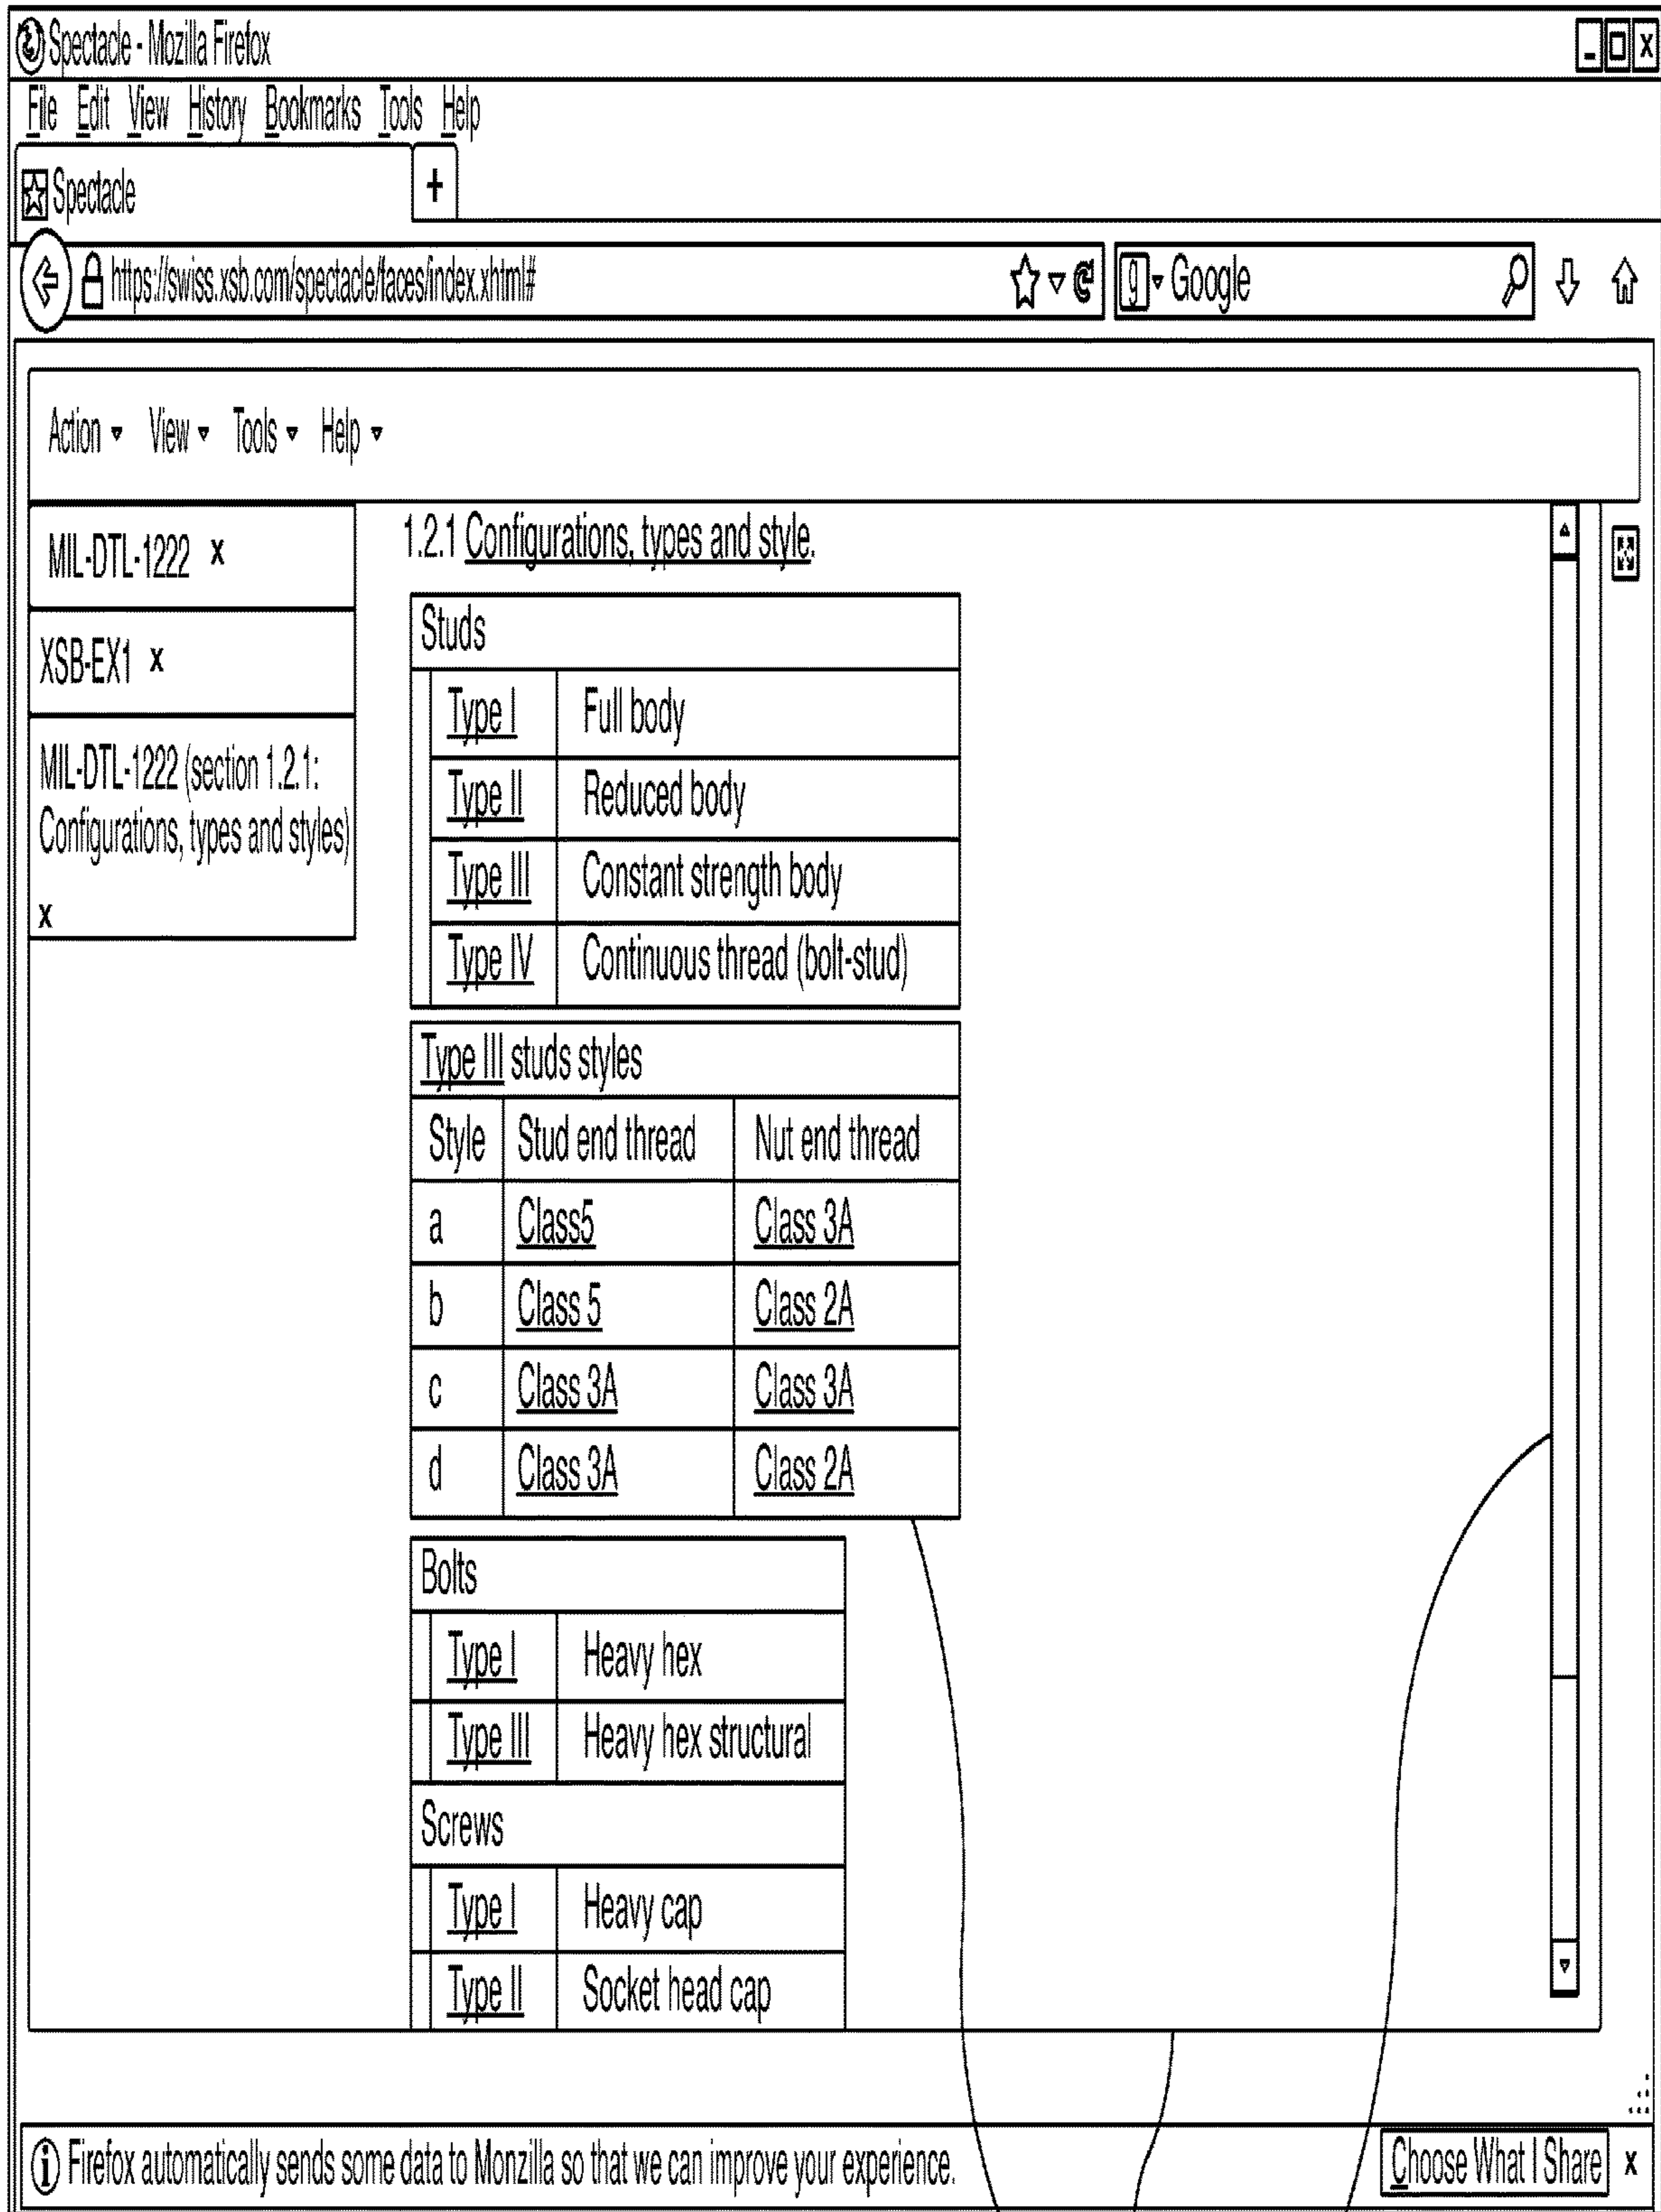 Spectacle - Mozilla Firefox
File Edit View History Bookmarks Tools Help
Spectacle +
https://swiss.xsb.com/spectacle/faces/index.xhtml#
g Google
Action View Tools Help
MIL-DTL-1222 x
XSB-EX1 x
MIL-DTL-1222 (section 1.2.1:
Configurations, types and styles)
x
1.2.1 Configurations, types and style.
Studs
Type I Full body
Type II Reduced body
Type III Constant strength body
Type IV Continuous thread (bolt-stud)
Type III studs styles
Style Stud end thread Nut end thread
a Class5 Class 3A
b Class 5 Class 2A
c Class 3A Class 3A
d Class 3A Class 2A
Bolts
Type I Heavy hex
Type III Heavy hex structural
Screws
Type I Heavy cap
Type II Socket head cap
Firefox automatically sends some data to Monzilla so that we can improve your experience. Choose What I Share x